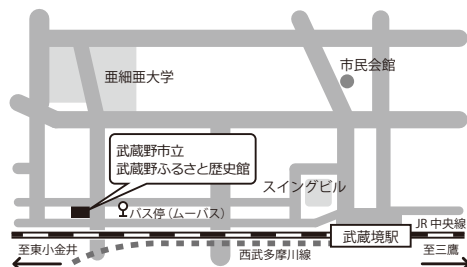 亜細亜大学
市民会館
武蔵野市立
武蔵野ふるさと歴史館
スイングビル
バス停（ムーバス）
JR 中央線
武蔵境駅
至東小金井
西武多摩川線
至三鷹